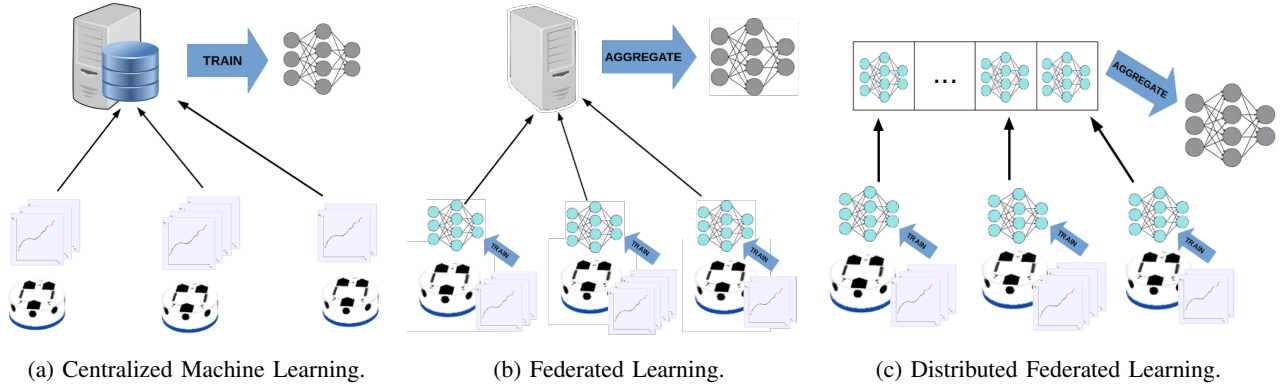 TRAIN
AGGREGATE
...
AGGREGATE
TRAIN
TRAIN
TRAIN
TRAIN
TRAIN
TRAIN
(a) Centralized Machine Learning.
(b) Federated Learning.
(c) Distributed Federated Learning.